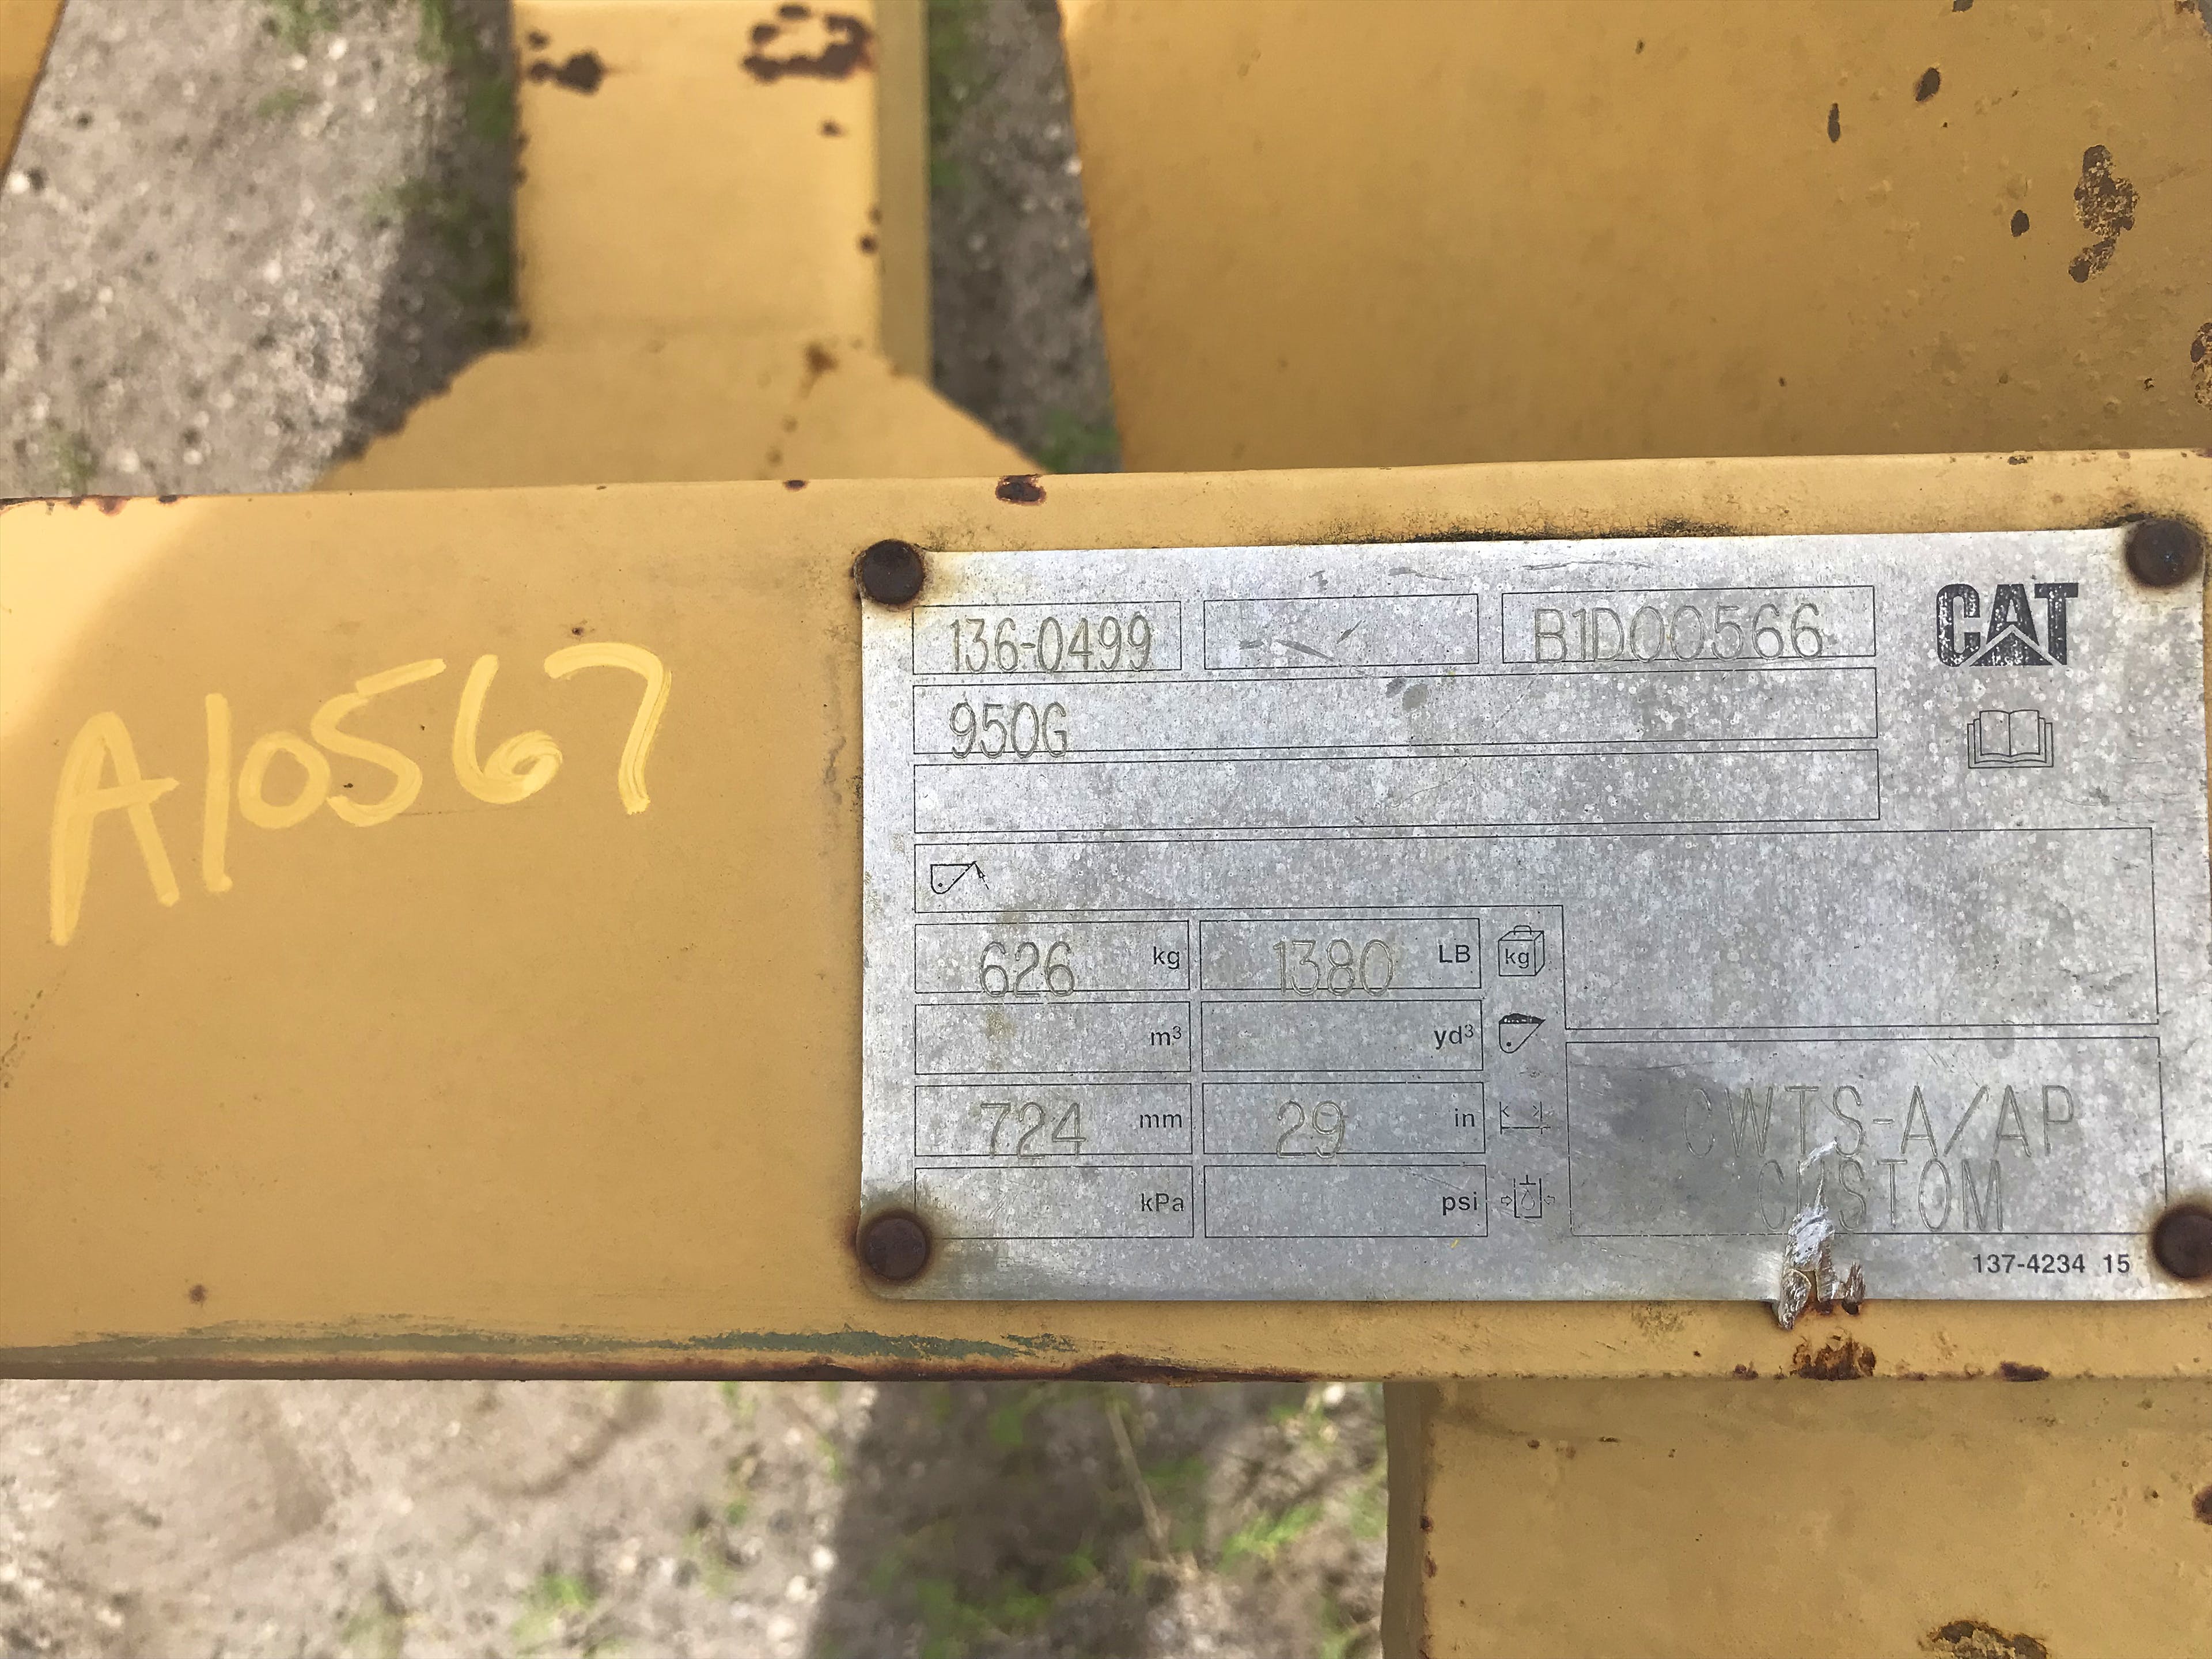 A10567
136-0499 B1D00566 CAT
950G
626 kg 1380 LB kg
m³ yd³
724 mm 29 in
kPa psi
CWTS-A/AP
CUSTOM
137-4234 15